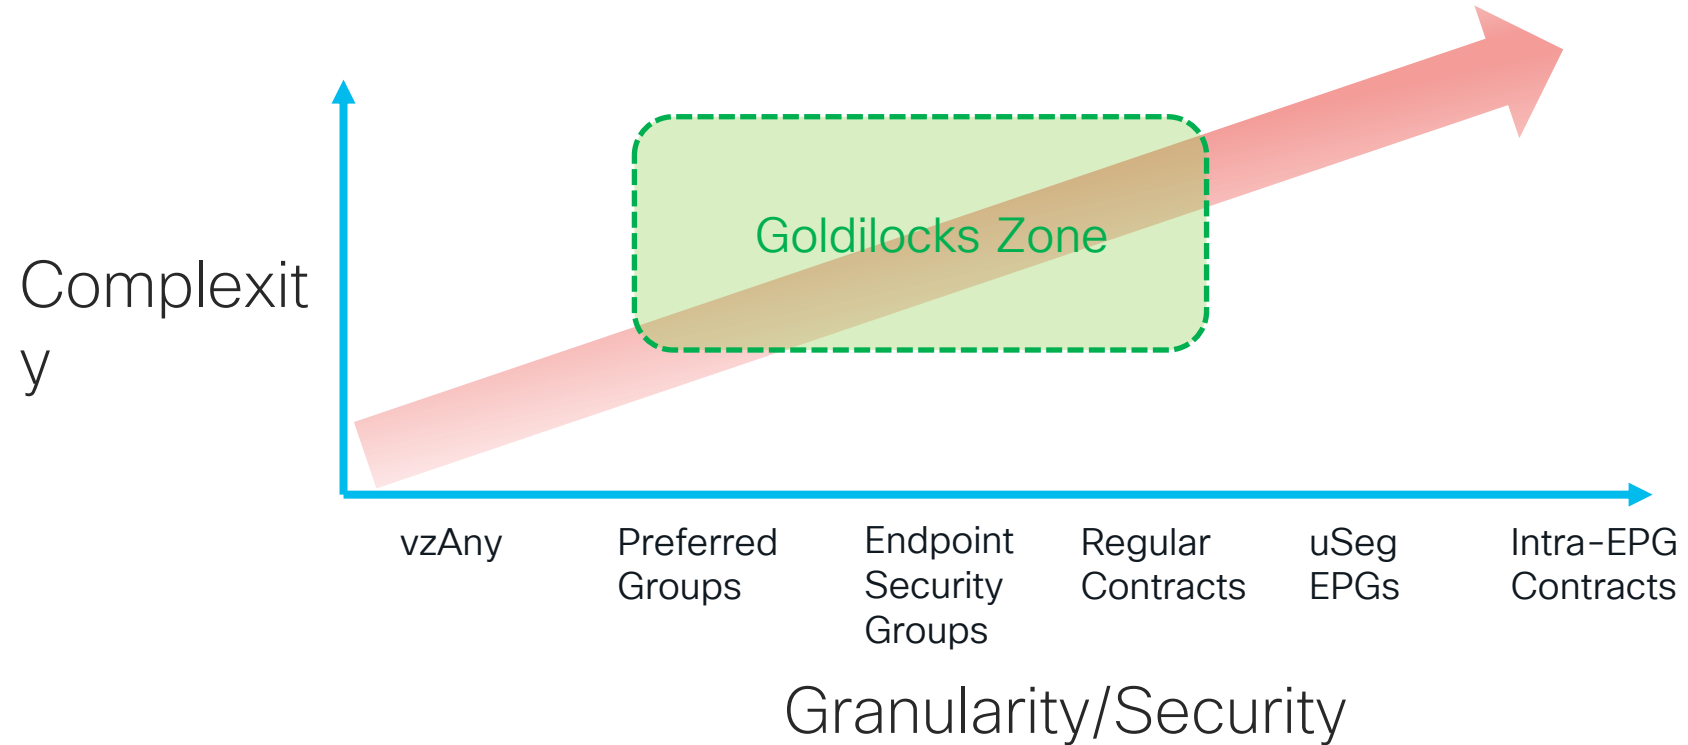 Goldilocks Zone
Complexit
y
vzAny
Preferred
Groups
Endpoint
Security
Groups
Regular
Contracts
uSeg
EPGs
Intra-EPG
Contracts
Granularity/Security